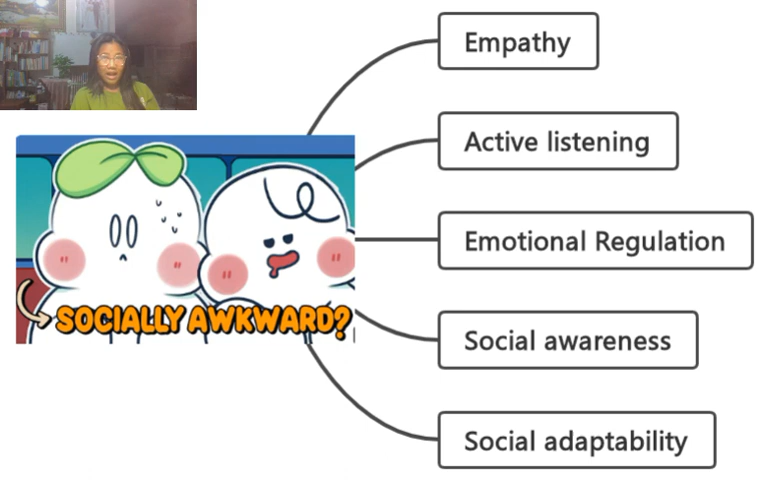 Empathy
Active listening
Emotional Regulation
Social awareness
Social adaptability
SOCIALLY AWKWARD?